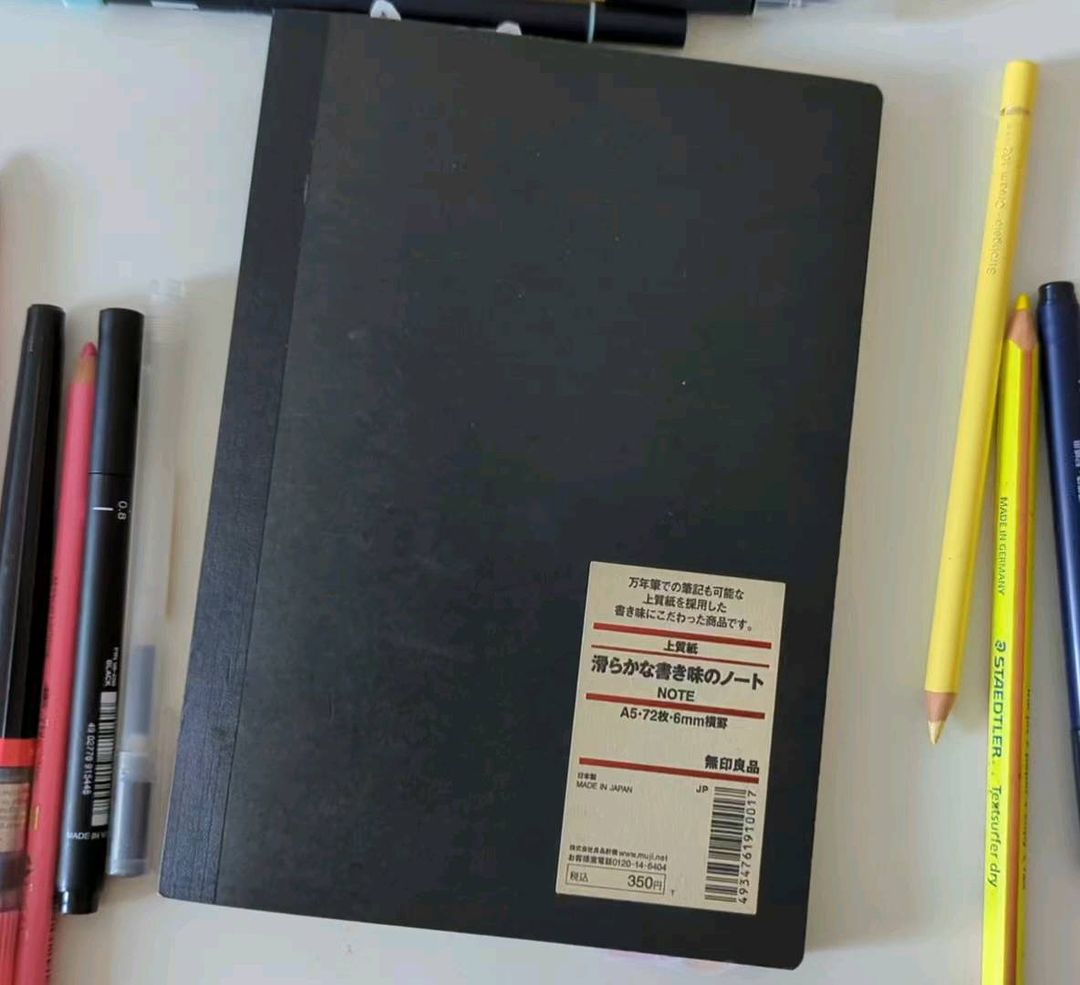 万年筆での筆記も可能な
上質紙を採用した
書き味にこだわった商品です。
上質紙
滑らかな書き味のノート
NOTE
A5・72枚・6mm横罫
無印良品
日本製
MADE IN JAPAN
JP
4934761910017
株式会社良品計画 www.muji.net
お客様室電話0120-14-6404
税込 350円
T
0.8
BLACK
49 02778 915448
MADE IN
MADE IN GERMANY
STAEDTLER
Textsurfer dry